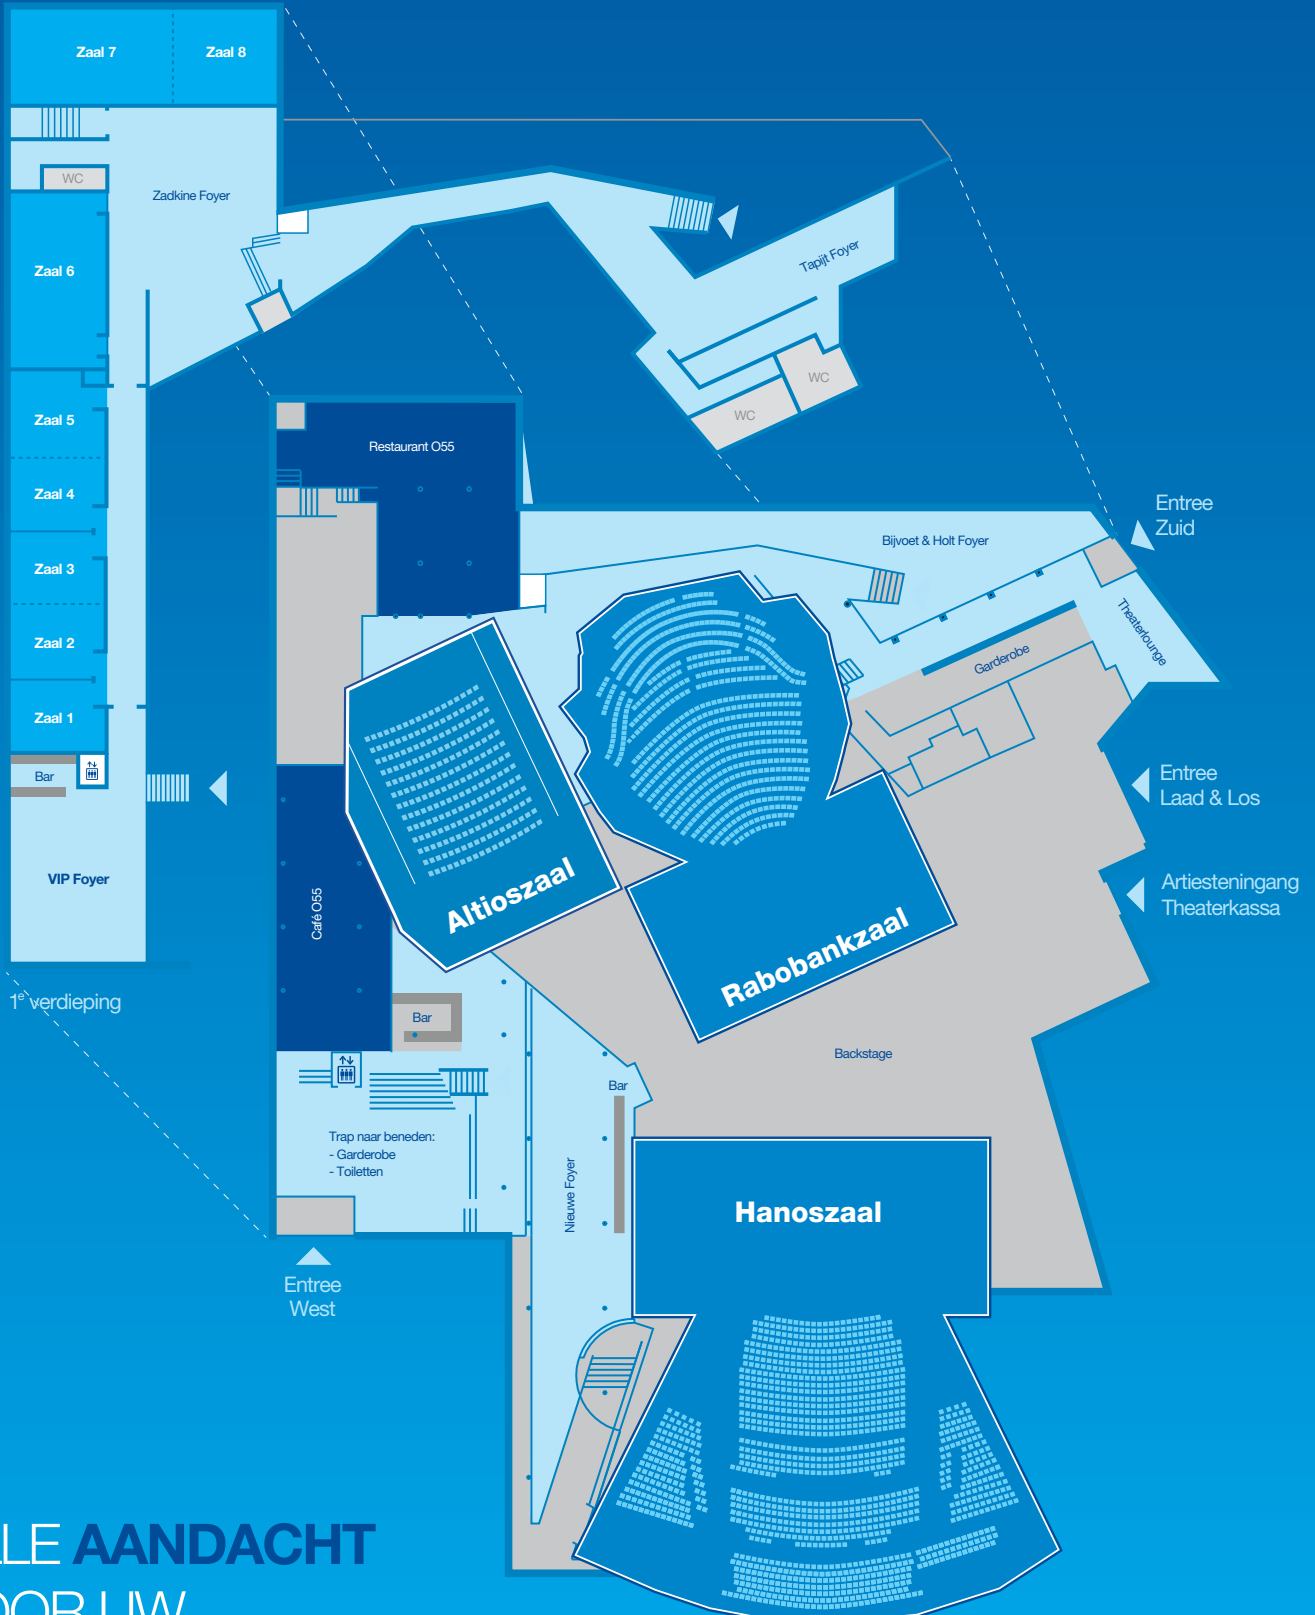 Zaal 7
Zaal 8
WC
Zadkine Foyer
Zaal 6
Tapijt Foyer
WC
WC
Zaal 5
Restaurant O55
Zaal 4
Entree
Zuid
Bijvoet & Holt Foyer
Zaal 3
Theaterlounge
Zaal 2
Garderobe
Zaal 1
Bar
Entree
Laad & Los
VIP Foyer
Altioszaal
Café O55
Artiesteningang
Theaterkassa
Rabobankzaal
1e verdieping
Bar
Backstage
Bar
Trap naar beneden:
- Garderobe
- Toiletten
Nieuwe Foyer
Hanoszaal
Entree
West
LE AANDACHT
OOR UW